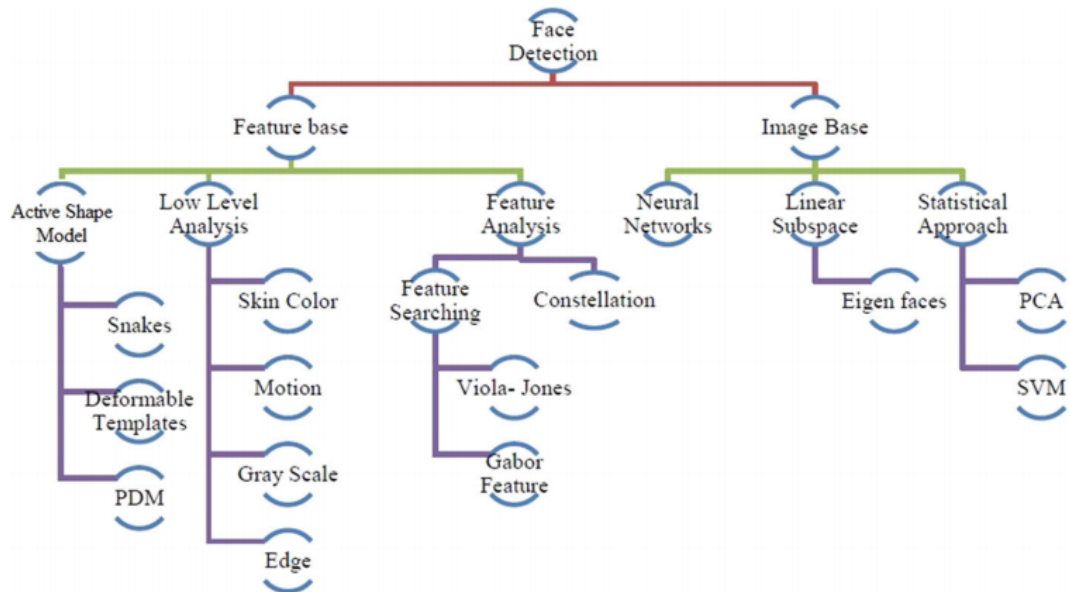 Face
Detection
Feature base
Image Base
Active Shape
Model
Low Level
Analysis
Feature
Analysis
Neural
Networks
Linear
Subspace
Statistical
Approach
Snakes
Deformable
Templates
PDM
Skin Color
Motion
Gray Scale
Edge
Feature
Searching
Constellation
Viola- Jones
Gabor
Feature
Eigen faces
PCA
SVM